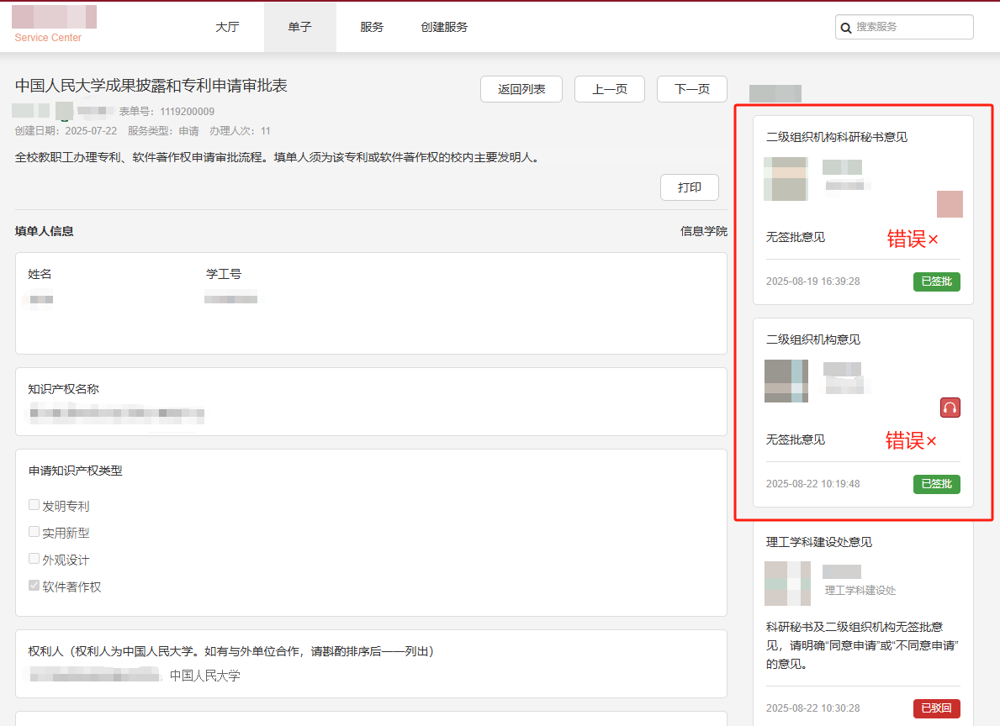 Service Center
大厅
单子
服务
创建服务
搜索服务
中国人民大学成果披露和专利申请审批表
返回列表
上一页
下一页
表单号：1119200009
创建日期：2025-07-22 服务类型：申请 办理人次：11
全校教职工办理专利、软件著作权申请审批流程。填单人须为该专利或软件著作权的校内主要发明人。
打印
填单人信息
信息学院
姓名
学工号
知识产权名称
申请知识产权类型
发明专利
实用新型
外观设计
软件著作权
权利人（权利人为中国人民大学。如有与外单位合作，请斟酌排序后一一列出）
中国人民大学
二级组织机构科研秘书意见
无签批意见
错误×
2025-08-19 16:39:28
已签批
二级组织机构意见
无签批意见
错误×
2025-08-22 10:19:48
已签批
理工学科建设处意见
理工学科建设处
科研秘书及二级组织机构无签批意
见，请明确“同意申请”或“不同意申请”
的意见。
2025-08-22 10:30:28
已驳回